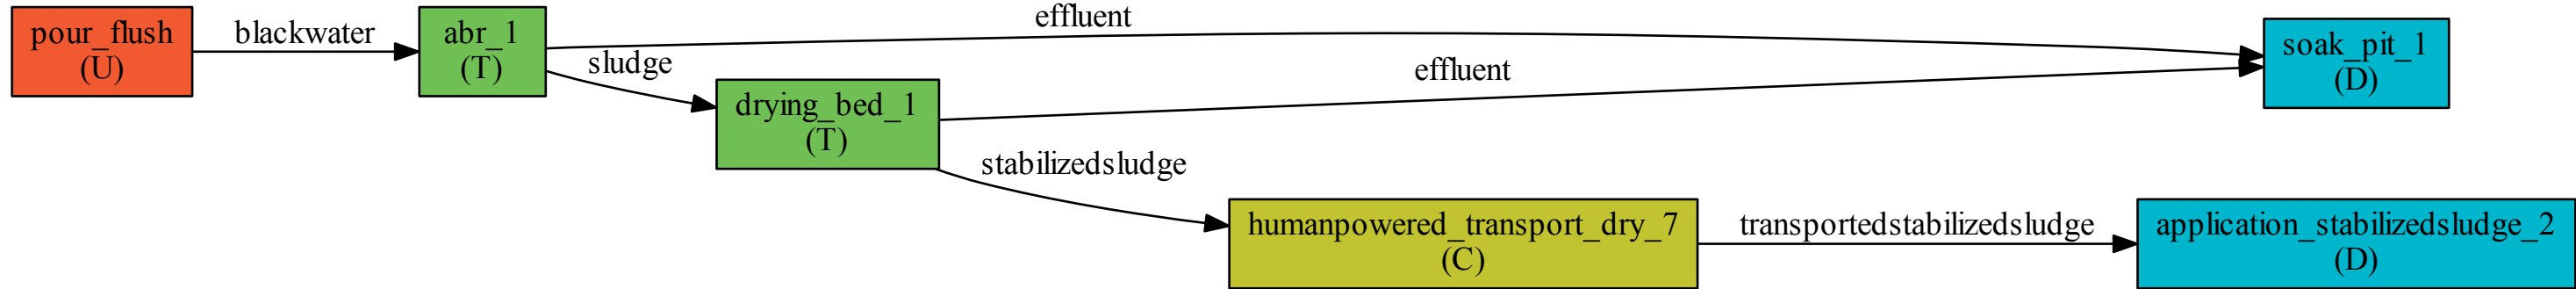 pour_flush
(U)
blackwater
abr_1
(T)
effluent
sludge
drying_bed_1
(T)
effluent
stabilizedsludge
soak_pit_1
(D)
humanpowered_transport_dry_7
(C)
transportedstabilizedsludge
application_stabilizedsludge_2
(D)